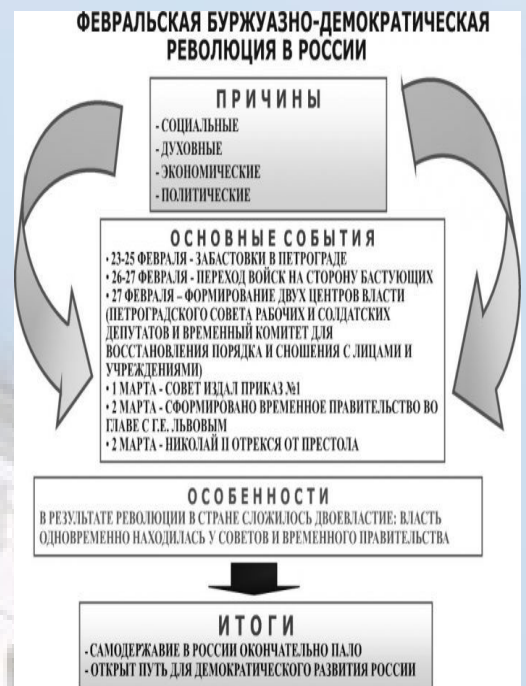 ФЕВРАЛЬСКАЯ БУРЖУАЗНО-ДЕМОКРАТИЧЕСКАЯ
РЕВОЛЮЦИЯ В РОССИИ
ПРИЧИНЫ
- СОЦИАЛЬНЫЕ
- ДУХОВНЫЕ
- ЭКОНОМИЧЕСКИЕ
- ПОЛИТИЧЕСКИЕ
ОСНОВНЫЕ СОБЫТИЯ
• 23-25 ФЕВРАЛЯ - ЗАБАСТОВКИ В ПЕТРОГРАДЕ
• 26-27 ФЕВРАЛЯ - ПЕРЕХОД ВОЙСК НА СТОРОНУ БАСТУЮЩИХ
• 27 ФЕВРАЛЯ – ФОРМИРОВАНИЕ ДВУХ ЦЕНТРОВ ВЛАСТИ
(ПЕТРОГРАДСКОГО СОВЕТА РАБОЧИХ И СОЛДАТСКИХ
ДЕПУТАТОВ И ВРЕМЕННЫЙ КОМИТЕТ ДЛЯ
ВОССТАНОВЛЕНИЯ ПОРЯДКА И СНОШЕНИЯ С ЛИЦАМИ И
УЧРЕЖДЕНИЯМИ)
• 1 МАРТА - СОВЕТ ИЗДАЛ ПРИКАЗ №1
• 2 МАРТА - СФОРМИРОВАНО ВРЕМЕННОЕ ПРАВИТЕЛЬСТВО ВО
ГЛАВЕ С Г.Е. ЛЬВОВЫМ
• 2 МАРТА - НИКОЛАЙ II ОТРЕКСЯ ОТ ПРЕСТОЛА
ОСОБЕННОСТИ
В РЕЗУЛЬТАТЕ РЕВОЛЮЦИИ В СТРАНЕ СЛОЖИЛОСЬ ДВОЕВЛАСТИЕ: ВЛАСТЬ
ОДНОВРЕМЕННО НАХОДИЛАСЬ У СОВЕТОВ И ВРЕМЕННОГО ПРАВИТЕЛЬСТВА
ИТОГИ
- САМОДЕРЖАВИЕ В РОССИИ ОКОНЧАТЕЛЬНО ПАЛО
- ОТКРЫТ ПУТЬ ДЛЯ ДЕМОКРАТИЧЕСКОГО РАЗВИТИЯ РОССИИ